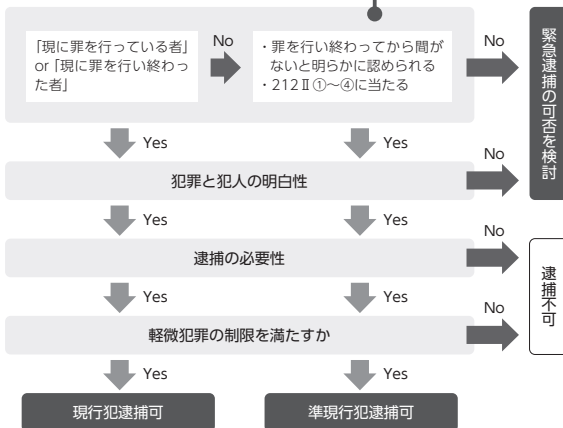 「現に罪を行っている者」
or「現に罪を行い終わっ
た者」
No
・罪を行い終わってから間が
ないと明らかに認められる
・212Ⅱ①～④に当たる
No
緊急逮捕の可否を検討
Yes
Yes
No
犯罪と犯人の明白性
Yes
Yes
No
逮捕の必要性
逮捕不可
Yes
Yes
No
軽微犯罪の制限を満たすか
Yes
Yes
現行犯逮捕可
準現行犯逮捕可